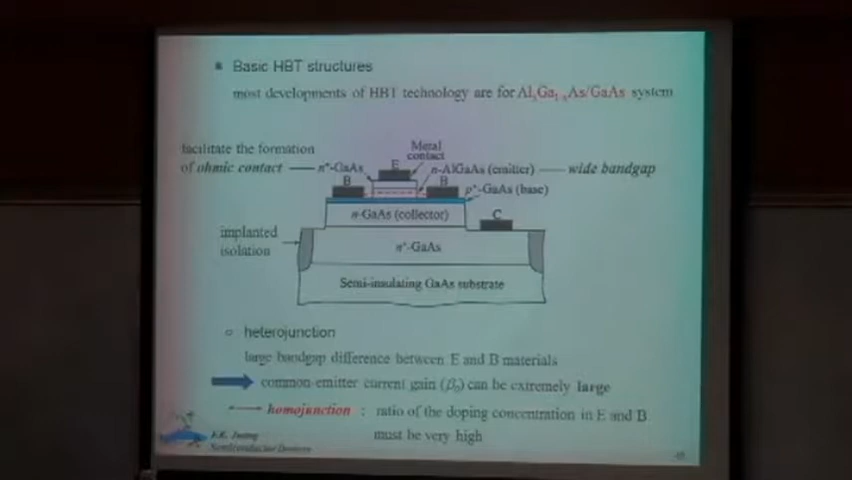 Basic HBT structures
most developments of HBT technology are for AlxGa1-xAs/GaAs system
facilitate the formation
of ohmic contact
Metal
contact
n+-GaAs
E
n-AlGaAs (emitter)
wide bandgap
B
B
p+-GaAs (base)
n-GaAs (collector)
C
implanted
isolation
n+-GaAs
Semi-insulating GaAs substrate
heterojunction
large bandgap difference between E and B materials
common-emitter current gain (β0) can be extremely large
homojunction : ratio of the doping concentration in E and B
must be very high
Semiconductor Devices